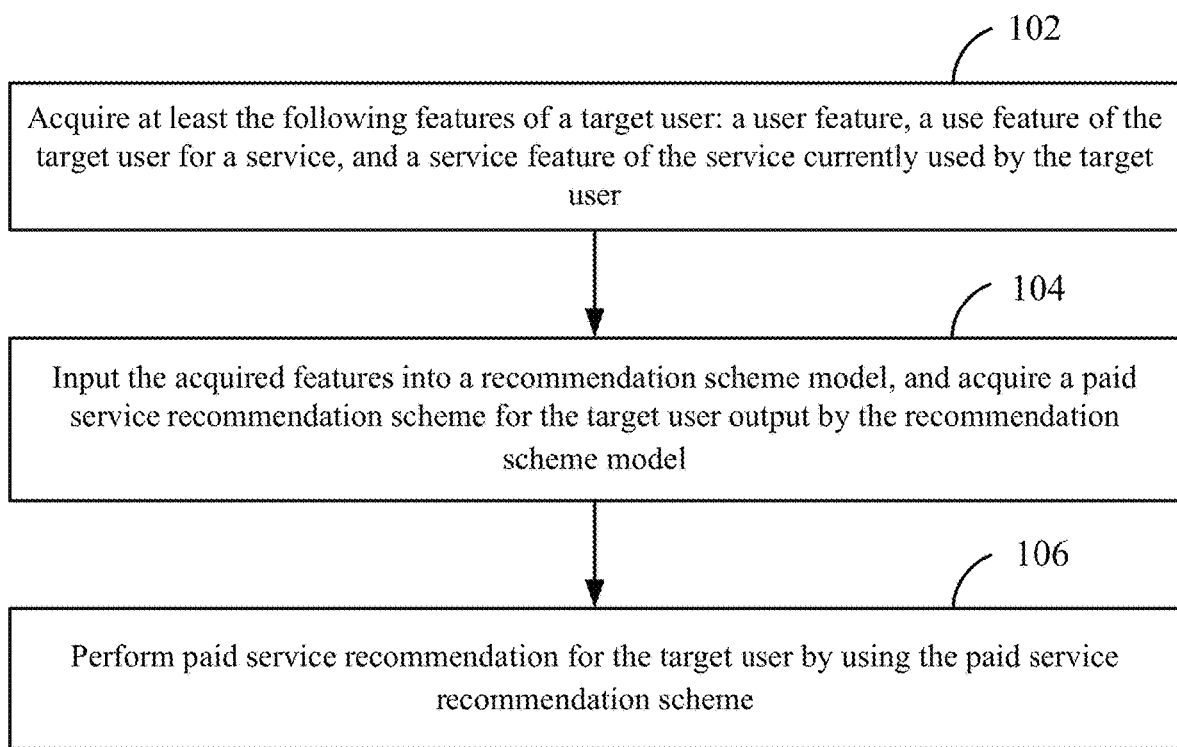 102
Acquire at least the following features of a target user: a user feature, a use feature of the
target user for a service, and a service feature of the service currently used by the target
user
104
Input the acquired features into a recommendation scheme model, and acquire a paid
service recommendation scheme for the target user output by the recommendation
scheme model
106
Perform paid service recommendation for the target user by using the paid service
recommendation scheme